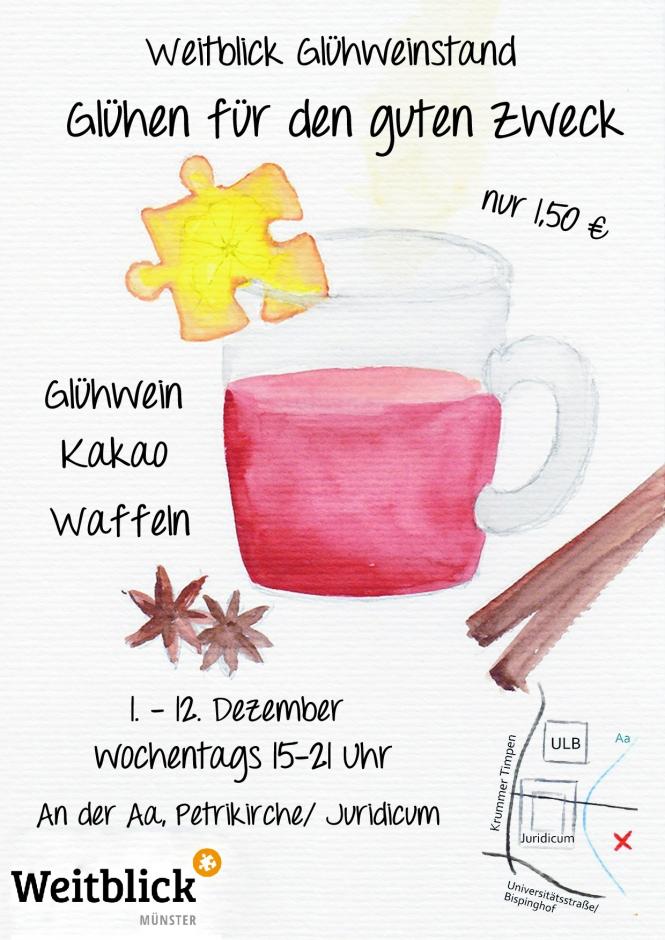 Weitblick Glühweinstand
Glühen für den guten Zweck
nur 1,50 €
Glühwein
Kakao
Waffeln
1. - 12. Dezember
Wochentags 15-21 Uhr
An der Aa, Petrikirche/ Juridicum
Krummer Timpen
ULB
Aa
Juridicum
Universitätsstraße/
Bispinghof
Weitblick
MÜNSTER